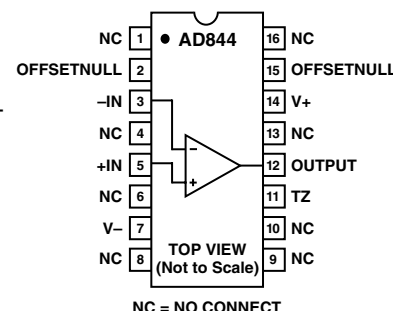 NC 1 AD844 16 NC
OFFSETNULL 2 15 OFFSETNULL
–IN 3 14 V+
NC 4 13 NC
–
+IN 5 12 OUTPUT
+
NC 6 11 TZ
V– 7 10 NC
TOP VIEW
NC 8 (Not to Scale) 9 NC
NC = NO CONNECT